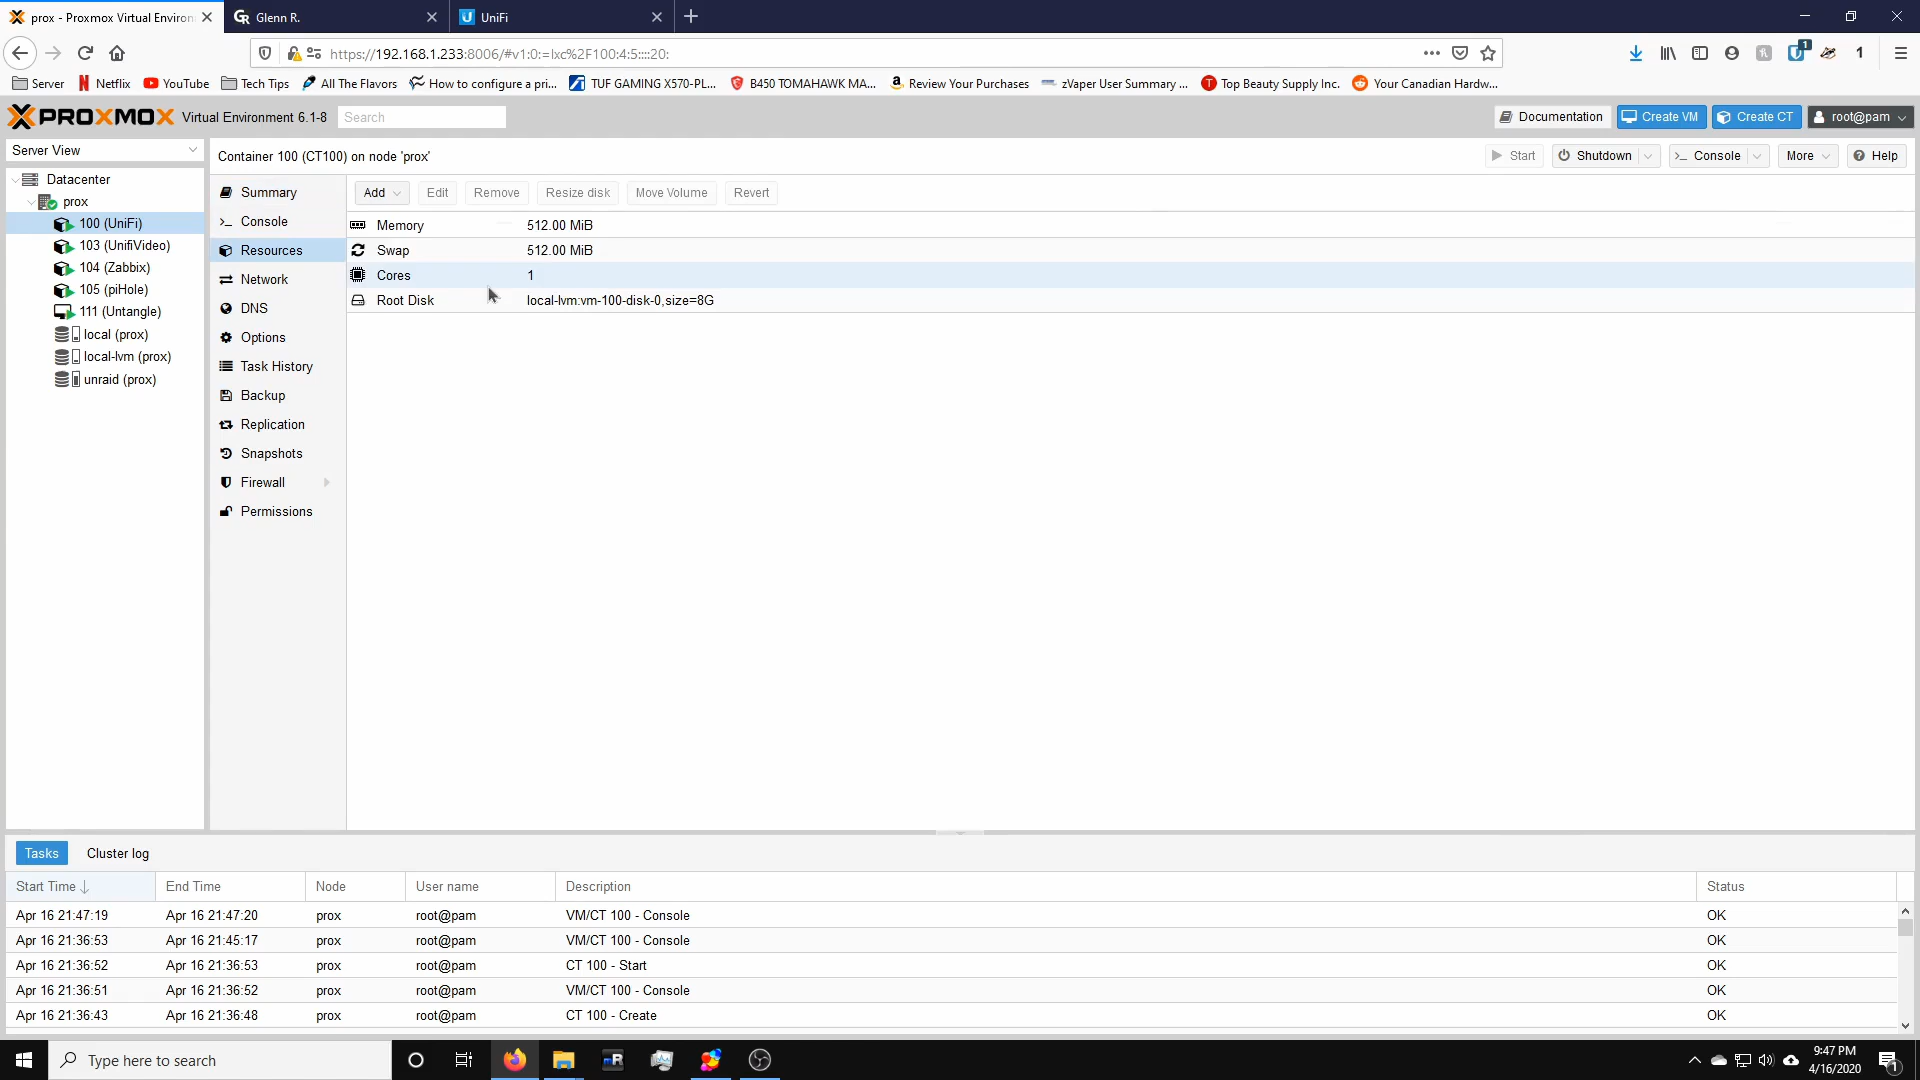 prox - Proxmox Virtual Environ
Glenn R.
UniFi
https://192.168.1.233:8006/#v1:0:=lxc%2F100:4:5::::20:
1
1
Server
Netflix
YouTube
Tech Tips
All The Flavors
How to configure a pri...
TUF GAMING X570-PL...
B450 TOMAHAWK MA...
Review Your Purchases
zVaper User Summary ...
Top Beauty Supply Inc.
Your Canadian Hardw...
PROXMOX
Virtual Environment 6.1-8
Search
Documentation
Create VM
Create CT
root@pam
Server View
Datacenter
prox
100 (UniFi)
103 (UnifiVideo)
104 (Zabbix)
105 (piHole)
111 (Untangle)
local (prox)
local-lvm (prox)
unraid (prox)
Container 100 (CT100) on node 'prox'
Start
Shutdown
Console
More
Help
Summary
Console
Resources
Network
DNS
Options
Task History
Backup
Replication
Snapshots
Firewall
Permissions
Add
Edit
Remove
Resize disk
Move Volume
Revert
Memory 512.00 MiB
Swap 512.00 MiB
Cores 1
Root Disk local-lvm:vm-100-disk-0,size=8G
Tasks
Cluster log
Start Time End Time Node User name Description Status
Apr 16 21:47:19 Apr 16 21:47:20 prox root@pam VM/CT 100 - Console OK
Apr 16 21:36:53 Apr 16 21:45:17 prox root@pam VM/CT 100 - Console OK
Apr 16 21:36:52 Apr 16 21:36:53 prox root@pam CT 100 - Start OK
Apr 16 21:36:51 Apr 16 21:36:52 prox root@pam VM/CT 100 - Console OK
Apr 16 21:36:43 Apr 16 21:36:48 prox root@pam CT 100 - Create OK
Type here to search
9:47 PM
4/16/2020
1